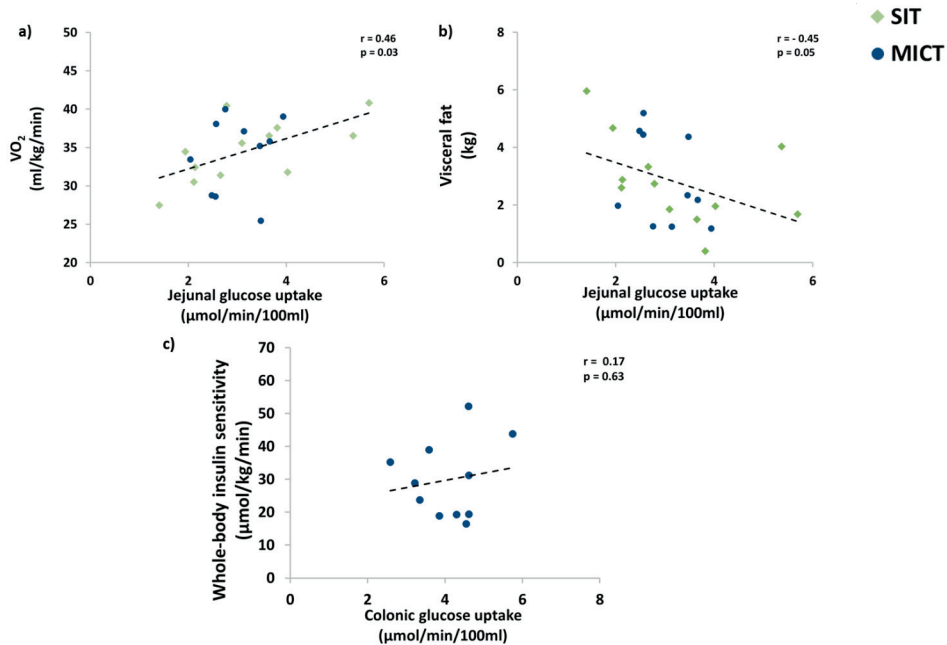 SIT
MICT
a)
r = 0.46
p = 0.03
VO2
(ml/kg/min)
50
45
40
35
30
25
20
0
2
4
6
Jejunal glucose uptake
(µmol/min/100ml)
b)
r = - 0.45
p = 0.05
Visceral fat
(kg)
8
7
6
5
4
3
2
1
0
0
2
4
6
Jejunal glucose uptake
(µmol/min/100ml)
c)
r = 0.17
p = 0.63
Whole-body insulin sensitivity
(µmol/kg/min)
70
60
50
40
30
20
10
0
0
2
4
6
8
Colonic glucose uptake
(µmol/min/100ml)